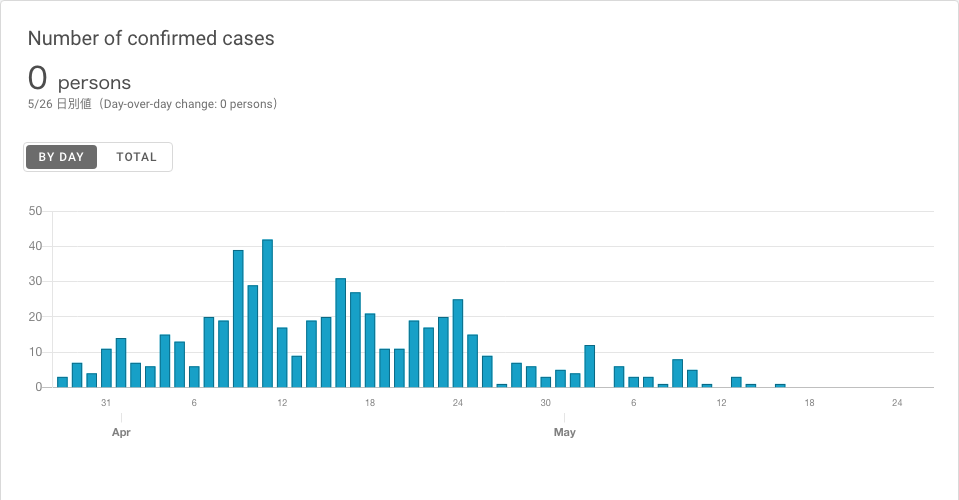 Number of confirmed cases
0 persons
5/26 日別値（Day-over-day change: 0 persons）
BY DAY TOTAL
50
40
30
20
10
0
31 6 12 18 24 30 6 12 18 24
Apr May